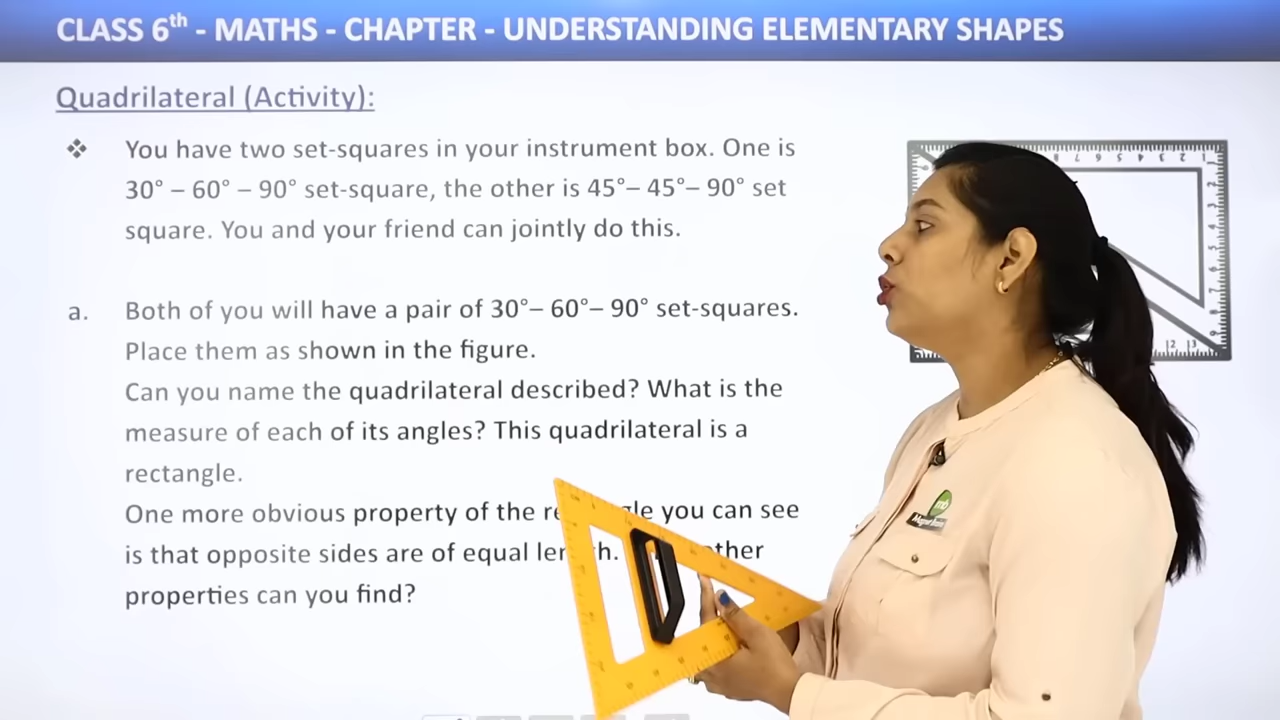 CLASS 6th - MATHS - CHAPTER - UNDERSTANDING ELEMENTARY SHAPES
Quadrilateral (Activity):
❖ You have two set-squares in your instrument box. One is
30° – 60° – 90° set-square, the other is 45°– 45°– 90° set
square. You and your friend can jointly do this.
a. Both of you will have a pair of 30°– 60°– 90° set-squares.
Place them as shown in the figure.
Can you name the quadrilateral described? What is the
measure of each of its angles? This quadrilateral is a
rectangle.
One more obvious property of the you can see
is that opposite sides are of equal
properties can you find?